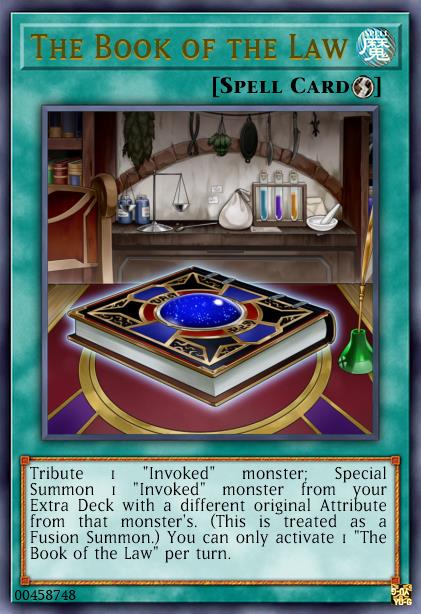 The Book of the Law
魔
[Spell Card]
Tribute 1 "Invoked" monster; Special
Summon 1 "Invoked" monster from your
Extra Deck with a different original Attribute
from that monster's. (This is treated as a
Fusion Summon.) You can only activate 1 "The
Book of the Law" per turn.
00458748